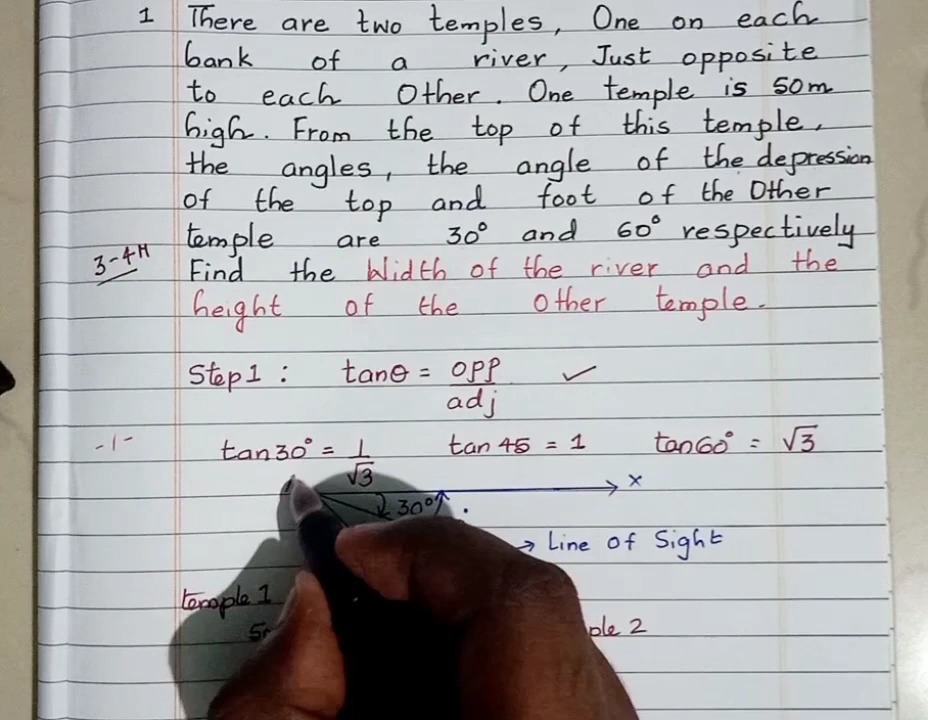 1 There are two temples, One on each
bank of a river, Just opposite
to each Other. One temple is 50m
high. From the top of this temple,
the angles, the angle of the depression
of the top and foot of the Other
temple are 30° and 60° respectively
3-4M
Find the Width of the river and the
height of the Other temple.
Step1 : tanθ = opp/adj ✓
-1-
tan30° = 1/√3 tan 45 = 1 tan60° = √3
x
30°
→ Line of Sight
temple 1
ple 2